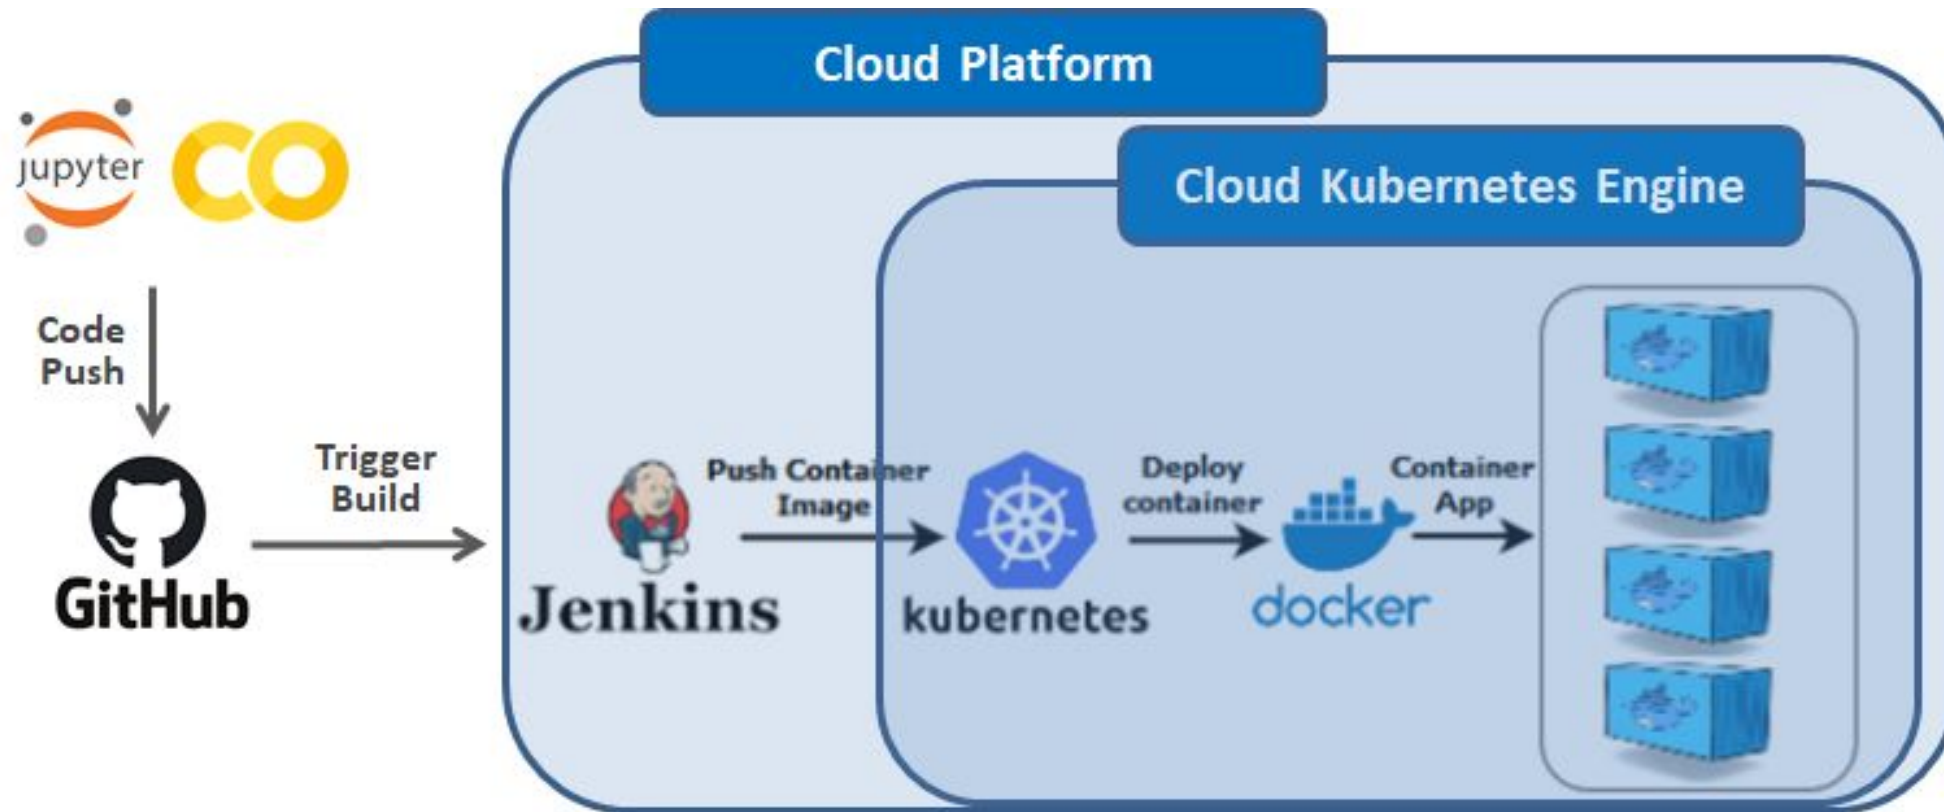 Cloud Platform
Cloud Kubernetes Engine
jupyter
CO
Code
Push
GitHub
Trigger
Build
Jenkins
Push Container
Image
kubernetes
Deploy
container
docker
Container
App